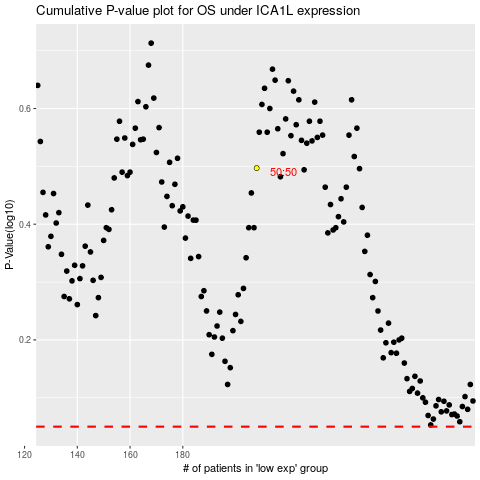 Cumulative P-value plot for OS under ICA1L expression
P-Value(log10)
0.6
0.4
0.2
50:50
120 140 160 180
# of patients in 'low exp' group